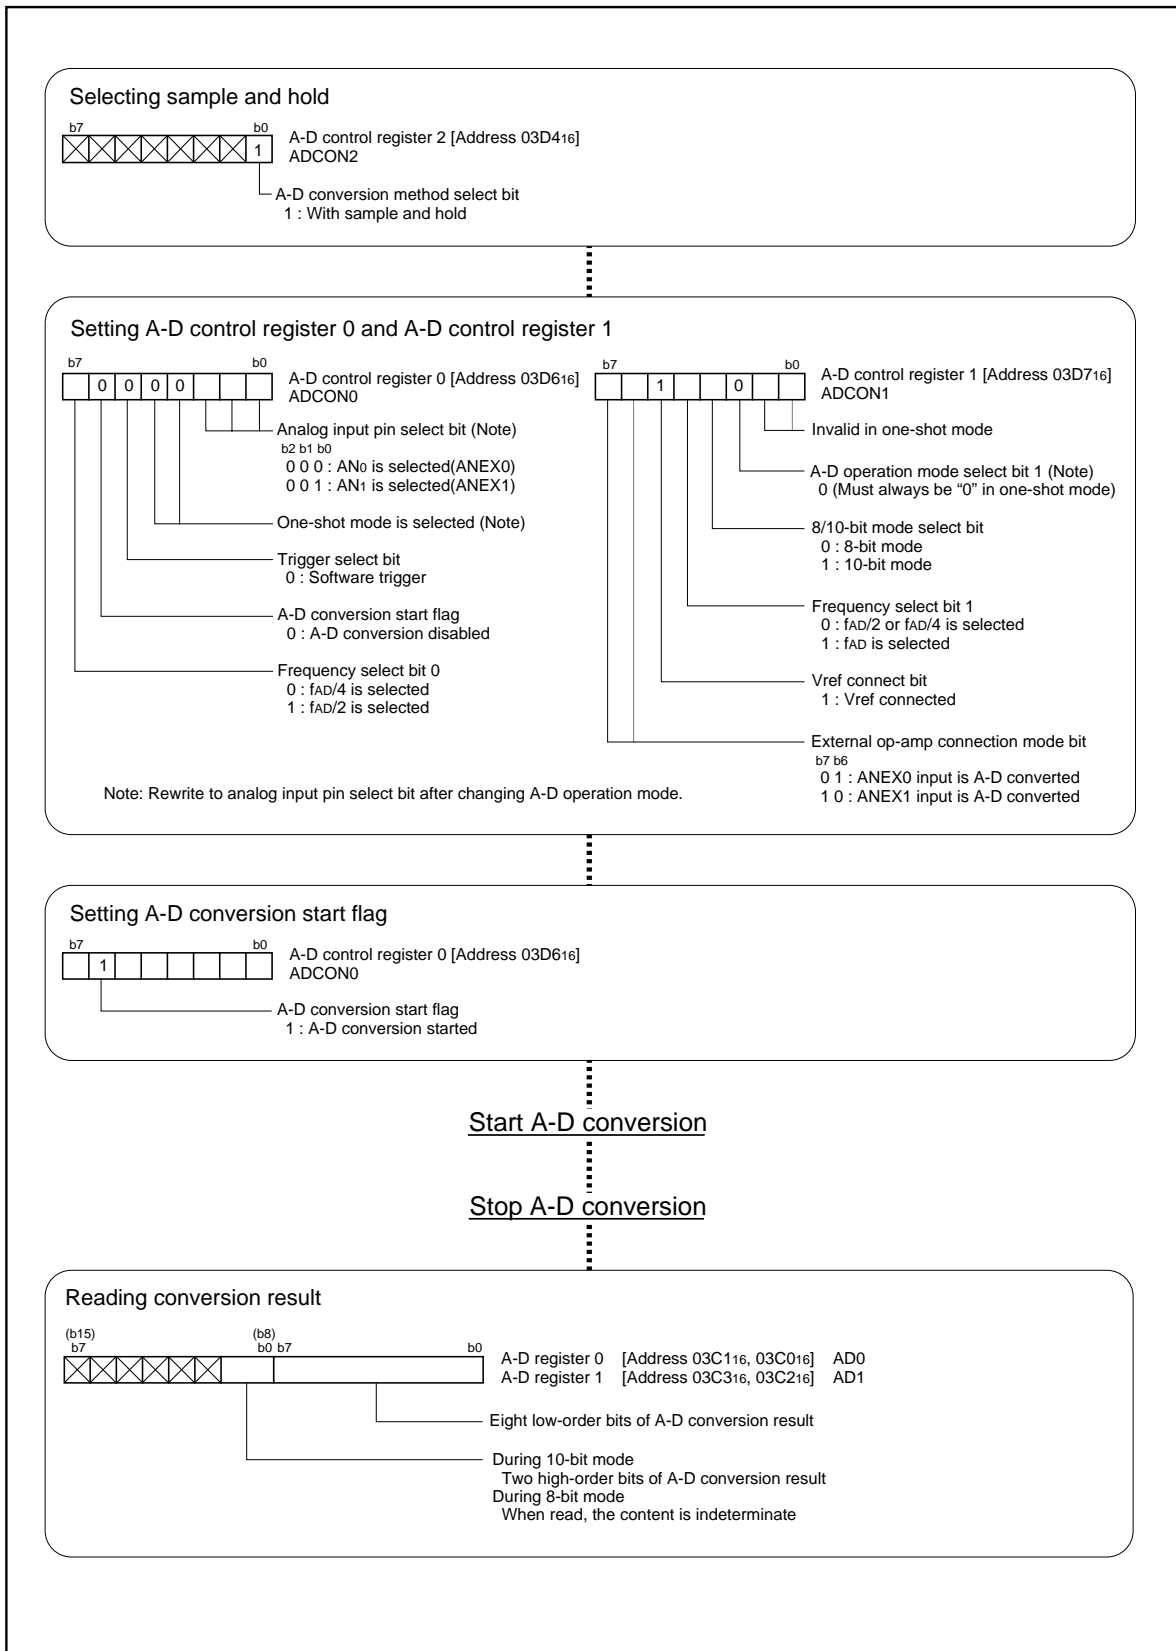 Selecting sample and hold
b7 b0
1
A-D control register 2 [Address 03D416]
ADCON2
A-D conversion method select bit
1 : With sample and hold
Setting A-D control register 0 and A-D control register 1
b7 b0
0 0 0 0
A-D control register 0 [Address 03D616]
ADCON0
Analog input pin select bit (Note)
b2 b1 b0
0 0 0 : AN0 is selected(ANEX0)
0 0 1 : AN1 is selected(ANEX1)
One-shot mode is selected (Note)
Trigger select bit
0 : Software trigger
A-D conversion start flag
0 : A-D conversion disabled
Frequency select bit 0
0 : fAD/4 is selected
1 : fAD/2 is selected
b7 b0
1 0
A-D control register 1 [Address 03D716]
ADCON1
Invalid in one-shot mode
A-D operation mode select bit 1 (Note)
0 (Must always be “0” in one-shot mode)
8/10-bit mode select bit
0 : 8-bit mode
1 : 10-bit mode
Frequency select bit 1
0 : fAD/2 or fAD/4 is selected
1 : fAD is selected
Vref connect bit
1 : Vref connected
External op-amp connection mode bit
b7 b6
0 1 : ANEX0 input is A-D converted
1 0 : ANEX1 input is A-D converted
Note: Rewrite to analog input pin select bit after changing A-D operation mode.
Setting A-D conversion start flag
b7 b0
1
A-D control register 0 [Address 03D616]
ADCON0
A-D conversion start flag
1 : A-D conversion started
Start A-D conversion
Stop A-D conversion
Reading conversion result
(b15) (b8)
b7 b0 b7 b0
A-D register 0 [Address 03C116, 03C016] AD0
A-D register 1 [Address 03C316, 03C216] AD1
Eight low-order bits of A-D conversion result
During 10-bit mode
Two high-order bits of A-D conversion result
During 8-bit mode
When read, the content is indeterminate